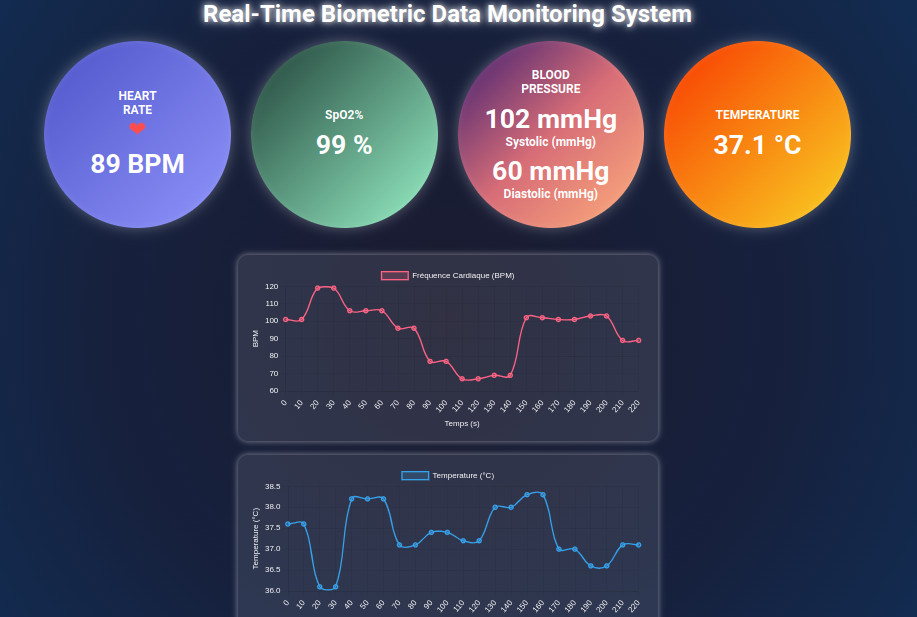 Real-Time Biometric Data Monitoring System
HEART
RATE
89 BPM
SpO2%
99 %
BLOOD
PRESSURE
102 mmHg
Systolic (mmHg)
60 mmHg
Diastolic (mmHg)
TEMPERATURE
37.1 °C
Fréquence Cardiaque (BPM)
120
110
100
90
80
70
60
BPM
0 10 20 30 40 50 60 70 80 90 100 110 120 130 140 150 160 170 180 190 200 210 220
Temps (s)
Temperature (°C)
38.5
38.0
37.5
37.0
36.5
36.0
Temperature (°C)
0 10 20 30 40 50 60 70 80 90 100 110 120 130 140 150 160 170 180 190 200 210 220